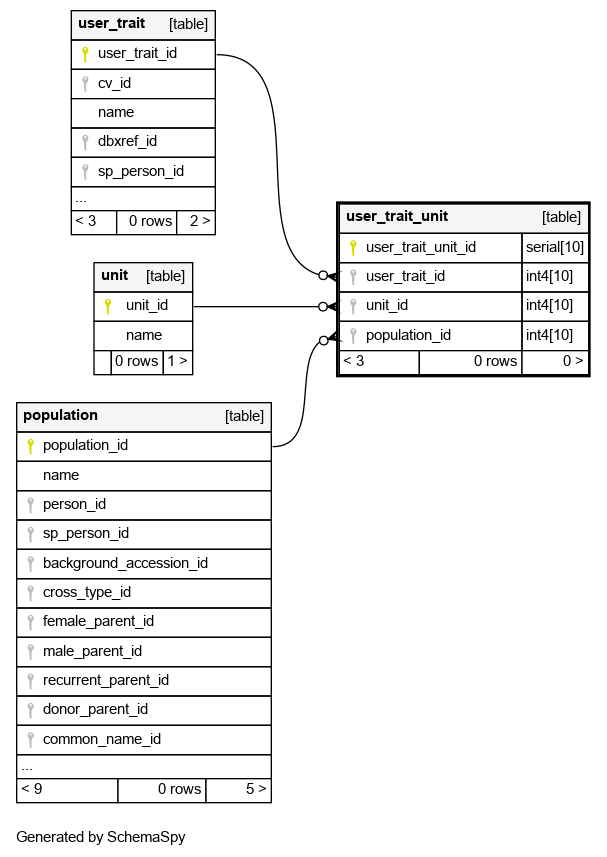 user_trait [table]
user_trait_id
cv_id
name
dbxref_id
sp_person_id
...
< 3 0 rows 2 >
user_trait_unit [table]
user_trait_unit_id serial[10]
user_trait_id int4[10]
unit_id int4[10]
population_id int4[10]
< 3 0 rows 0 >
unit [table]
unit_id
name
0 rows 1 >
population [table]
population_id
name
person_id
sp_person_id
background_accession_id
cross_type_id
female_parent_id
male_parent_id
recurrent_parent_id
donor_parent_id
common_name_id
...
< 9 0 rows 5 >
Generated by SchemaSpy